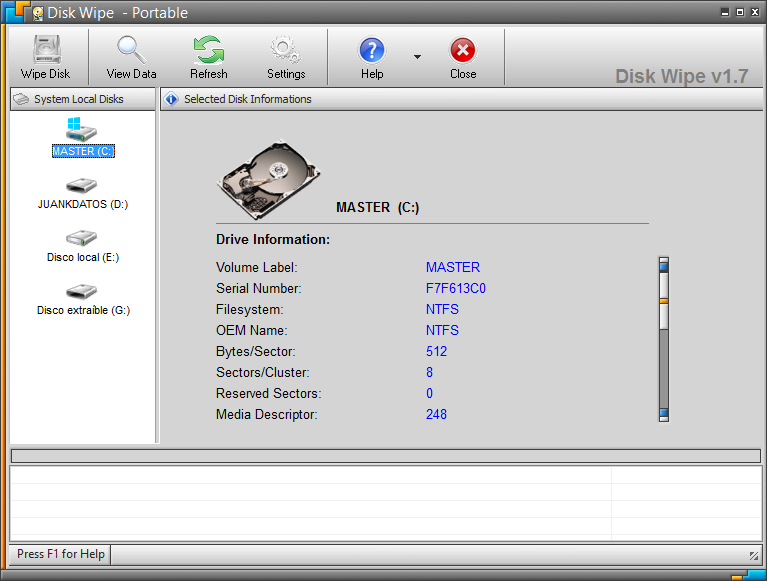 Disk Wipe - Portable
Wipe Disk
View Data
Refresh
Settings
Help
Close
Disk Wipe v1.7
System Local Disks
Selected Disk Informations
MASTER (C:
JUANKDATOS (D:)
Disco local (E:)
Disco extraíble (G:)
MASTER (C:)
Drive Information:
Volume Label: MASTER
Serial Number: F7F613C0
Filesystem: NTFS
OEM Name: NTFS
Bytes/Sector: 512
Sectors/Cluster: 8
Reserved Sectors: 0
Media Descriptor: 248
Press F1 for Help